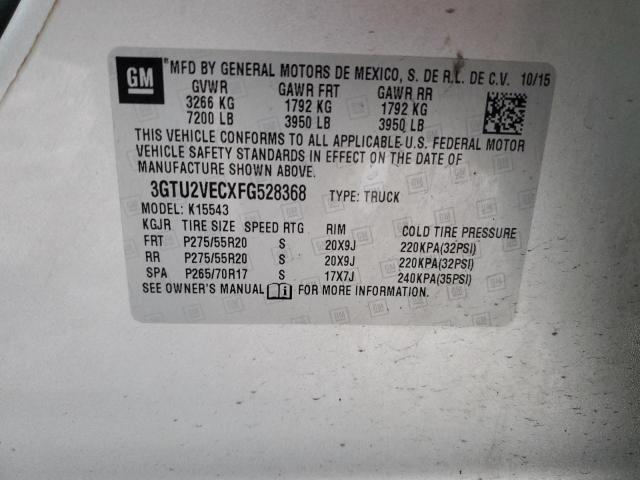 GM
MFD BY GENERAL MOTORS DE MEXICO, S. DE R.L. DE C.V. 10/15
GVWR GAWR FRT GAWR RR
3266 KG 1792 KG 1792 KG
7200 LB 3950 LB 3950 LB
THIS VEHICLE CONFORMS TO ALL APPLICABLE U.S. FEDERAL MOTOR
VEHICLE SAFETY STANDARDS IN EFFECT ON THE DATE OF
MANUFACTURE SHOWN ABOVE.
3GTU2VECXFG528368 TYPE: TRUCK
MODEL: K15543
KGJR TIRE SIZE SPEED RTG RIM COLD TIRE PRESSURE
FRT P275/55R20 S 20X9J 220KPA(32PSI)
RR P275/55R20 S 20X9J 220KPA(32PSI)
SPA P265/70R17 S 17X7J 240KPA(35PSI)
SEE OWNER'S MANUAL FOR MORE INFORMATION.